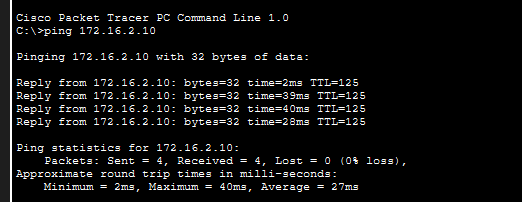 Cisco Packet Tracer PC Command Line 1.0
C:\>ping 172.16.2.10
Pinging 172.16.2.10 with 32 bytes of data:
Reply from 172.16.2.10: bytes=32 time=2ms TTL=125
Reply from 172.16.2.10: bytes=32 time=39ms TTL=125
Reply from 172.16.2.10: bytes=32 time=40ms TTL=125
Reply from 172.16.2.10: bytes=32 time=28ms TTL=125
Ping statistics for 172.16.2.10:
Packets: Sent = 4, Received = 4, Lost = 0 (0% loss),
Approximate round trip times in milli-seconds:
Minimum = 2ms, Maximum = 40ms, Average = 27ms